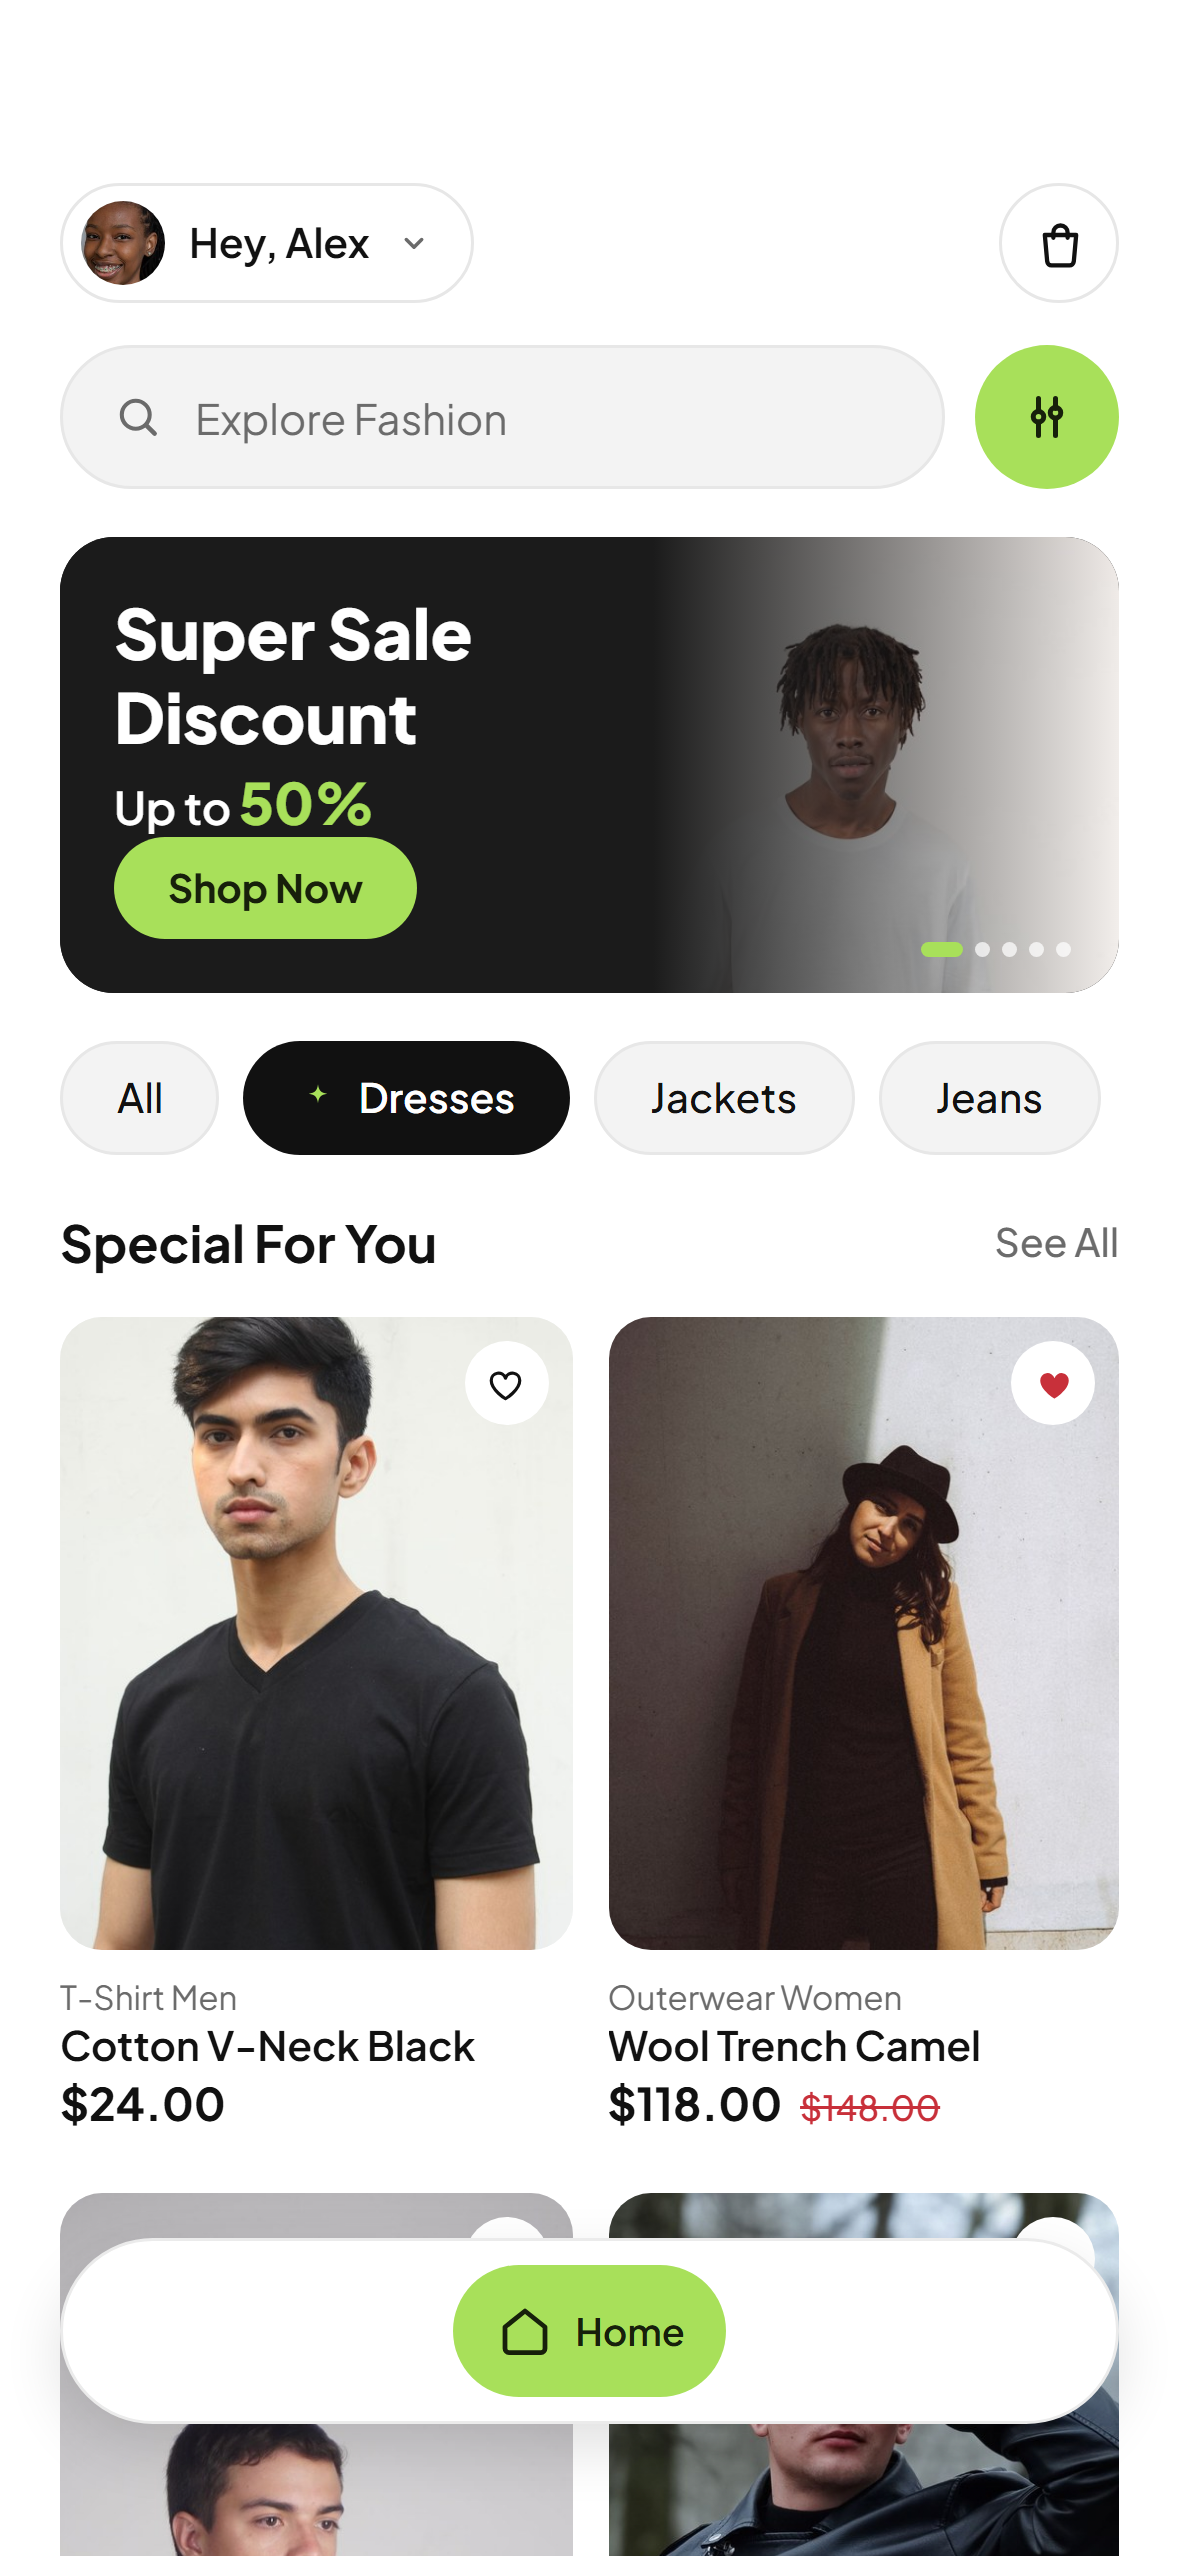 Hey, Alex
Explore Fashion
Super Sale
Discount
Up to 50%
Shop Now
All
Dresses
Jackets
Jeans
Special For You
See All
T-Shirt Men
Cotton V-Neck Black
$24.00
Outerwear Women
Wool Trench Camel
$118.00 $148.00
Home